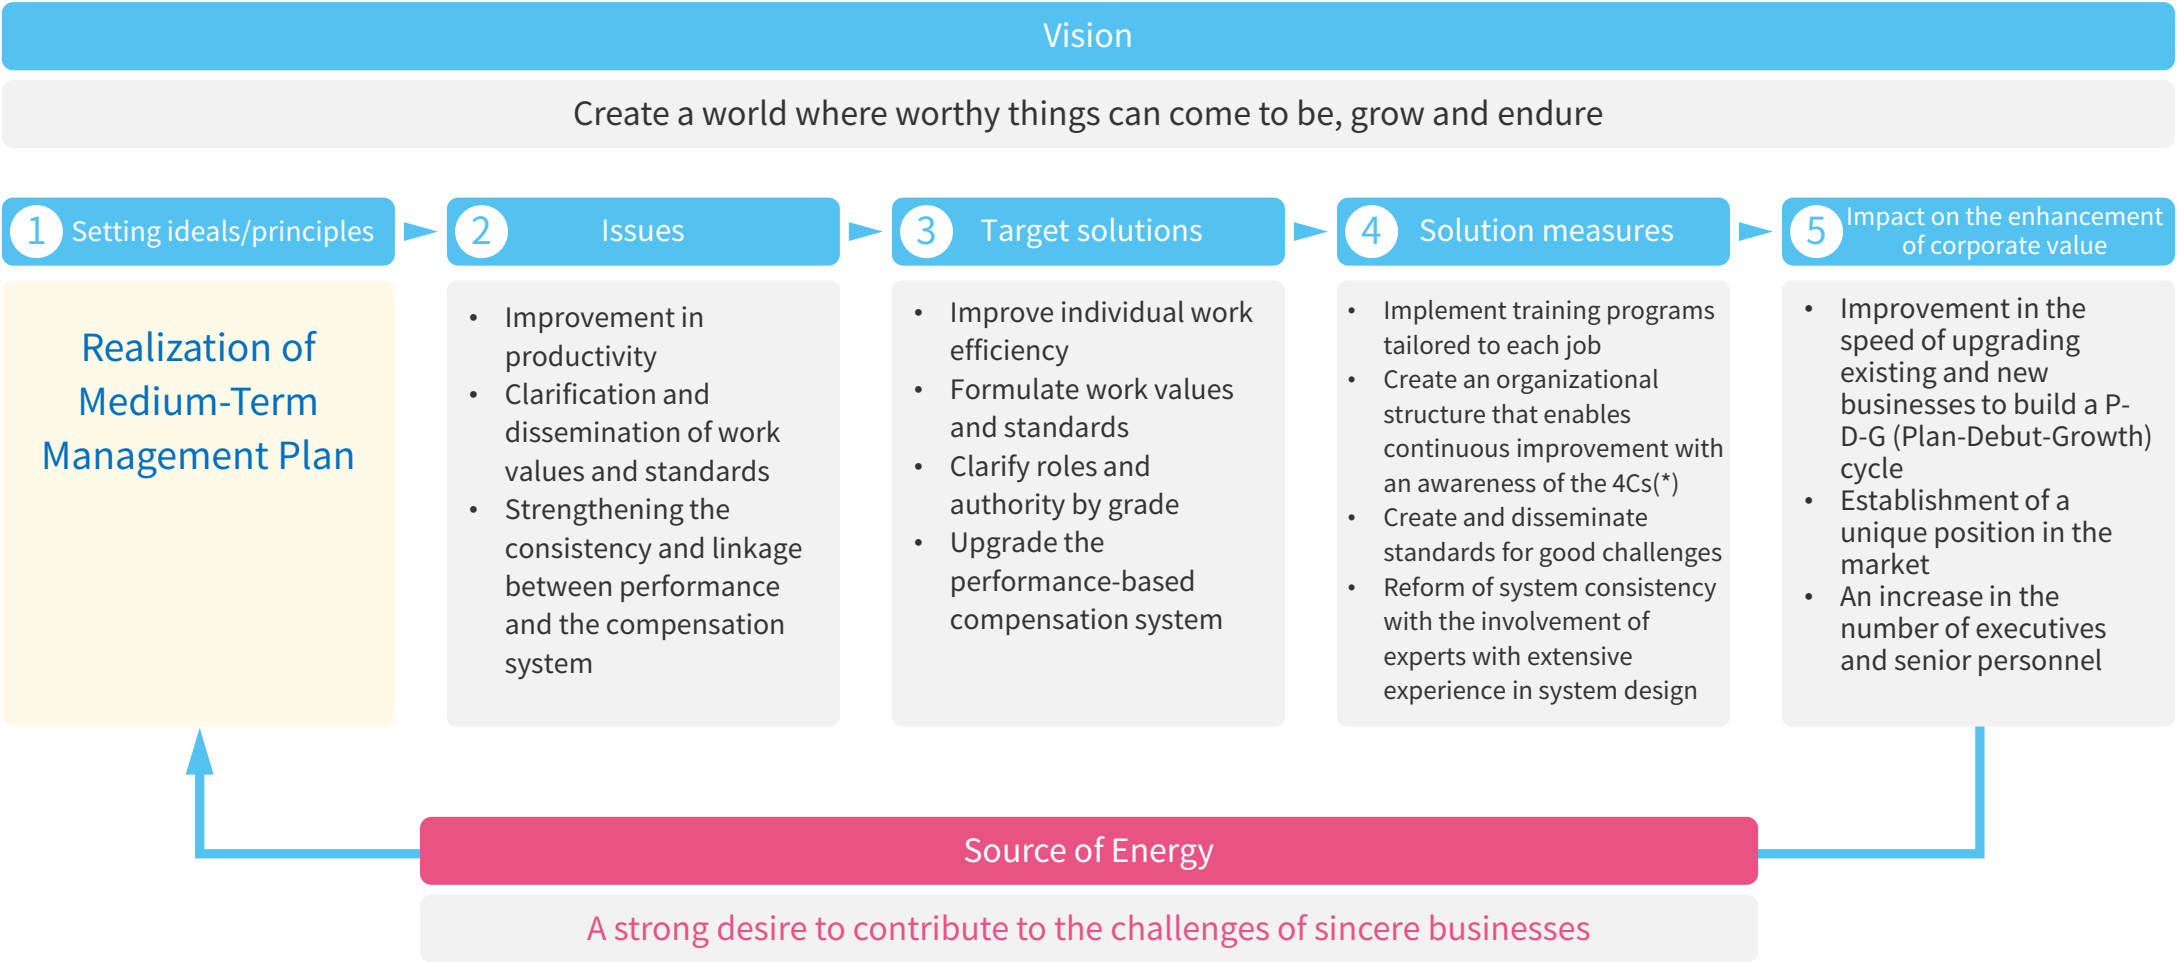 Vision
Create a world where worthy things can come to be, grow and endure
1 Setting ideals/principles
Realization of
Medium-Term
Management Plan
2 Issues
• Improvement in
productivity
• Clarification and
dissemination of work
values and standards
• Strengthening the
consistency and linkage
between performance
and the compensation
system
3 Target solutions
• Improve individual work
efficiency
• Formulate work values
and standards
• Clarify roles and
authority by grade
• Upgrade the
performance-based
compensation system
4 Solution measures
• Implement training programs
tailored to each job
• Create an organizational
structure that enables
continuous improvement with
an awareness of the 4Cs(*)
• Create and disseminate
standards for good challenges
• Reform of system consistency
with the involvement of
experts with extensive
experience in system design
5 Impact on the enhancement
of corporate value
• Improvement in the
speed of upgrading
existing and new
businesses to build a P-
D-G (Plan-Debut-Growth)
cycle
• Establishment of a
unique position in the
market
• An increase in the
number of executives
and senior personnel
Source of Energy
A strong desire to contribute to the challenges of sincere businesses